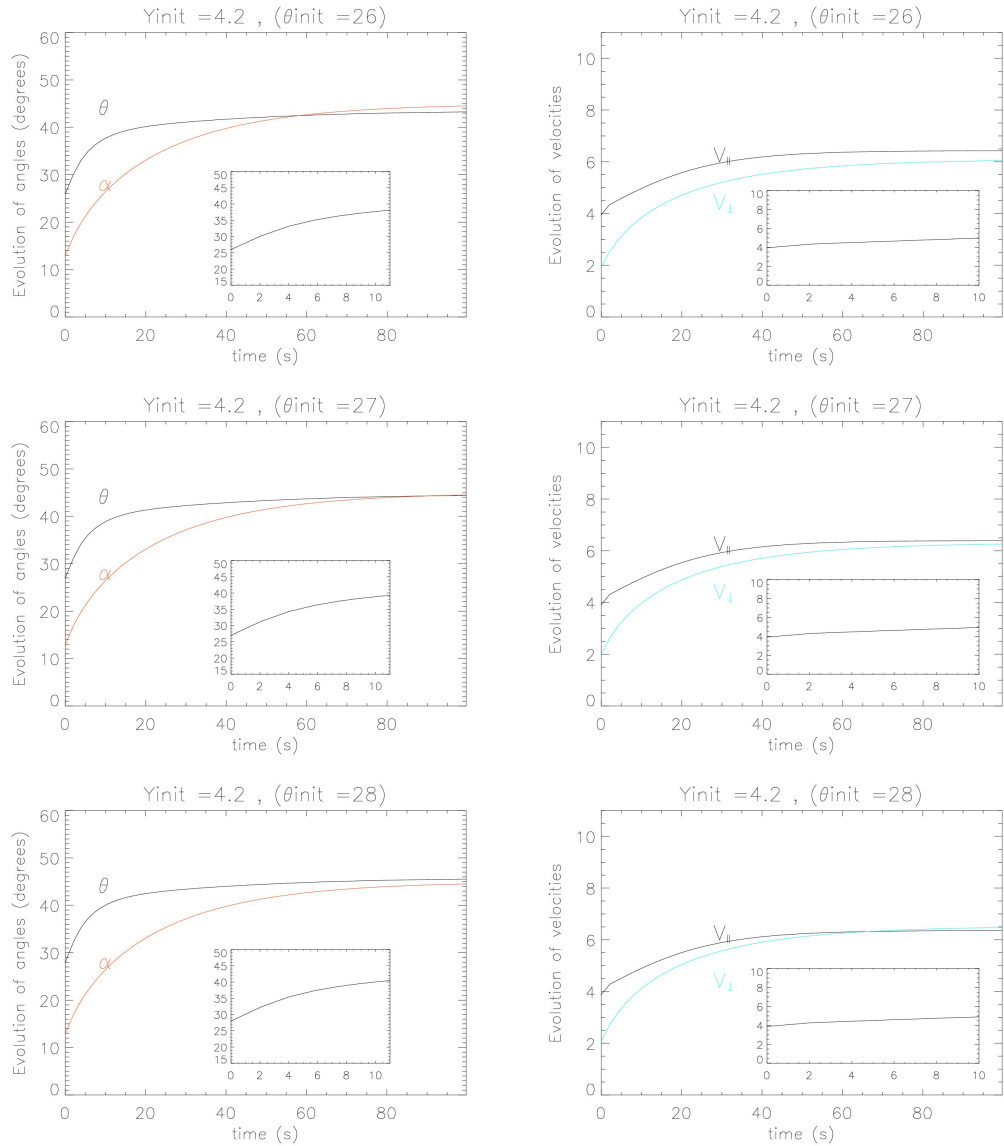 Yinit =4.2 , (θinit =26)
Evolution of angles (degrees)
60
50
40
30
20
10
0
θ
α
50
45
40
35
30
25
20
15
0 2 4 6 8 10
0 20 40 60 80
time (s)
Yinit =4.2 , (θinit =26)
Evolution of velocities
10
8
6
4
2
0
V∥
V⊥
10
8
6
4
2
0
0 2 4 6 8 10
0 20 40 60 80
time (s)
Yinit =4.2 , (θinit =27)
Evolution of angles (degrees)
60
50
40
30
20
10
0
θ
α
50
45
40
35
30
25
20
15
0 2 4 6 8 10
0 20 40 60 80
time (s)
Yinit =4.2 , (θinit =27)
Evolution of velocities
10
8
6
4
2
0
V∥
V⊥
10
8
6
4
2
0
0 2 4 6 8 10
0 20 40 60 80
time (s)
Yinit =4.2 , (θinit =28)
Evolution of angles (degrees)
60
50
40
30
20
10
0
θ
α
50
45
40
35
30
25
20
15
0 2 4 6 8 10
0 20 40 60 80
time (s)
Yinit =4.2 , (θinit =28)
Evolution of velocities
10
8
6
4
2
0
V∥
V⊥
10
8
6
4
2
0
0 2 4 6 8 10
0 20 40 60 80
time (s)